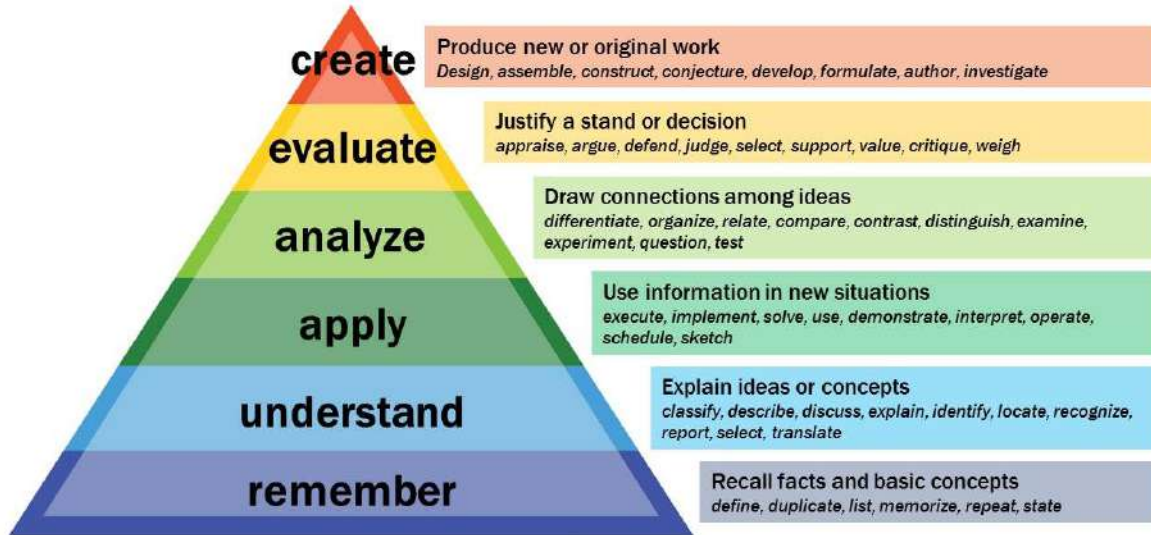 create
Produce new or original work
Design, assemble, construct, conjecture, develop, formulate, author, investigate
evaluate
Justify a stand or decision
appraise, argue, defend, judge, select, support, value, critique, weigh
analyze
Draw connections among ideas
differentiate, organize, relate, compare, contrast, distinguish, examine,
experiment, question, test
apply
Use information in new situations
execute, implement, solve, use, demonstrate, interpret, operate,
schedule, sketch
understand
Explain ideas or concepts
classify, describe, discuss, explain, identify, locate, recognize,
report, select, translate
remember
Recall facts and basic concepts
define, duplicate, list, memorize, repeat, state